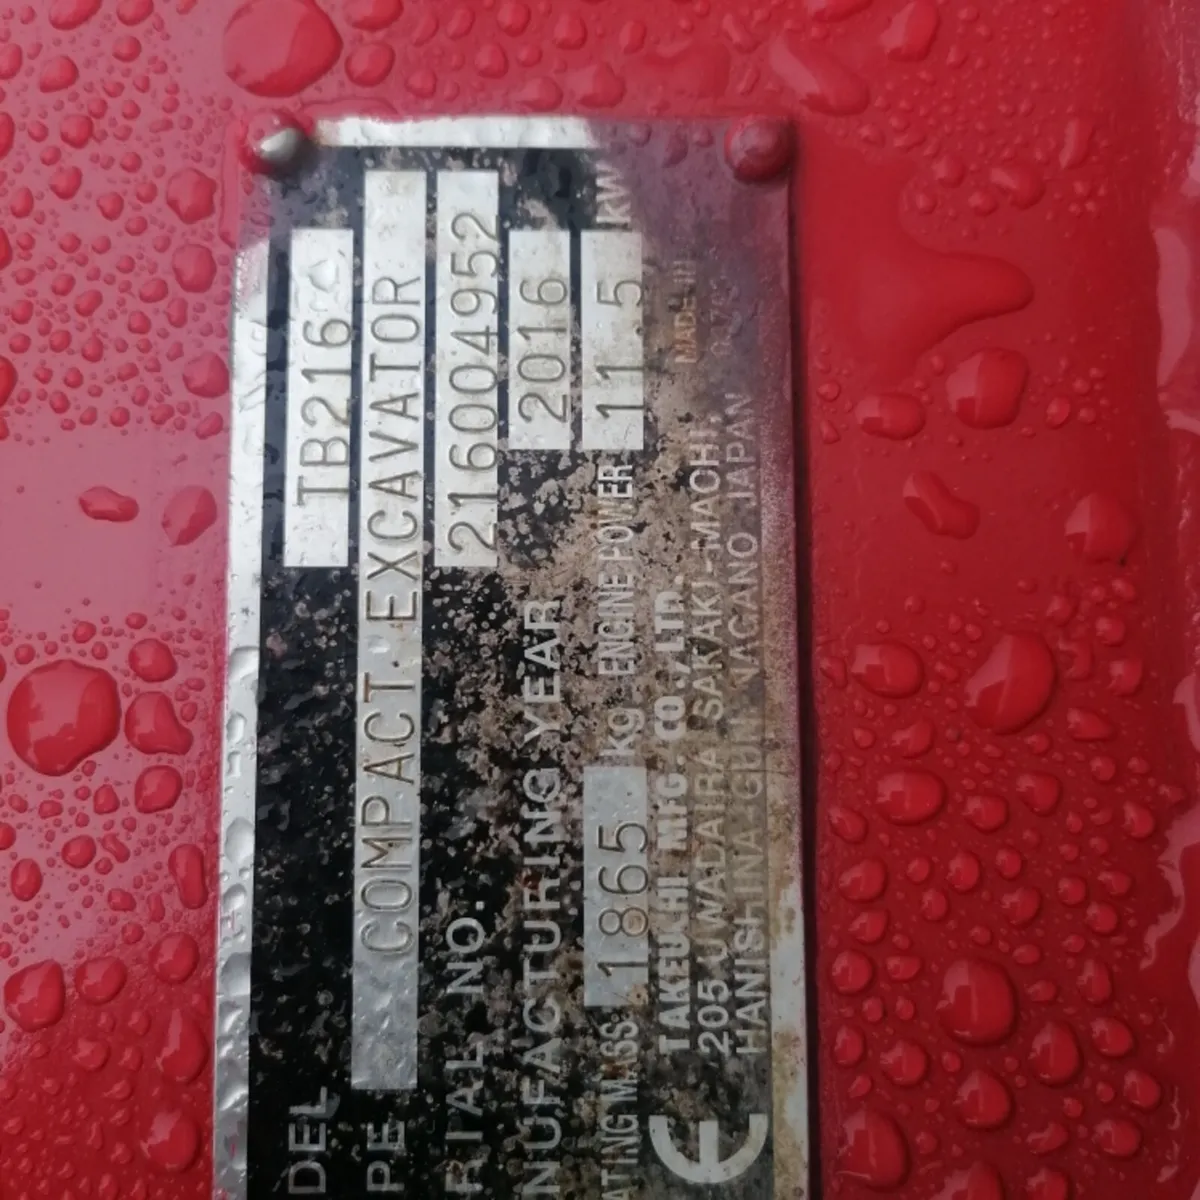 DEL TB216
PE COMPACT EXCAVATOR
RIAL NO. 216004952
NUFACTURING YEAR 2016
ATING MASS 1865 kg ENGINE POWER 11.5 kW
TAKEUCHI MFG. CO., LTD. MADE IN
205 UWADAIRA SAKAKI-MACHI
HANISHINA-GUN NAGANO JAPAN
CE